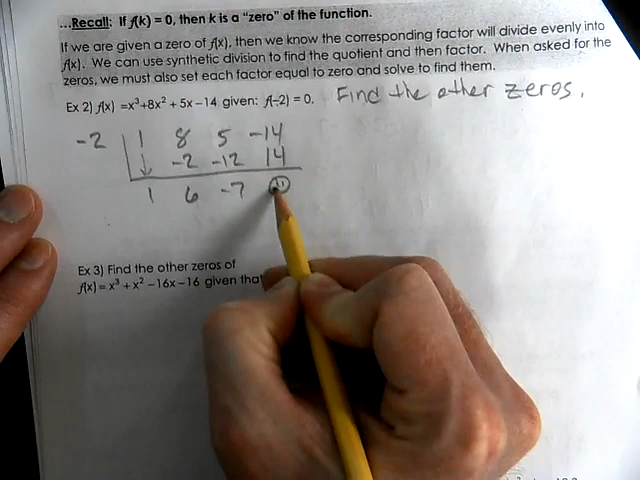 ...Recall: If f(k) = 0, then k is a "zero" of the function.
If we are given a zero of f(x), then we know the corresponding factor will divide evenly into
f(x). We can use synthetic division to find the quotient and then factor. When asked for the
zeros, we must also set each factor equal to zero and solve to find them.
Ex 2) f(x) =x³+8x² + 5x – 14 given: f(-2) = 0. Find the other zeros.
-2 1 8 5 -14
↓ -2 -12 14
1 6 -7
Ex 3) Find the other zeros of
f(x) = x³ + x² – 16x – 16 given that